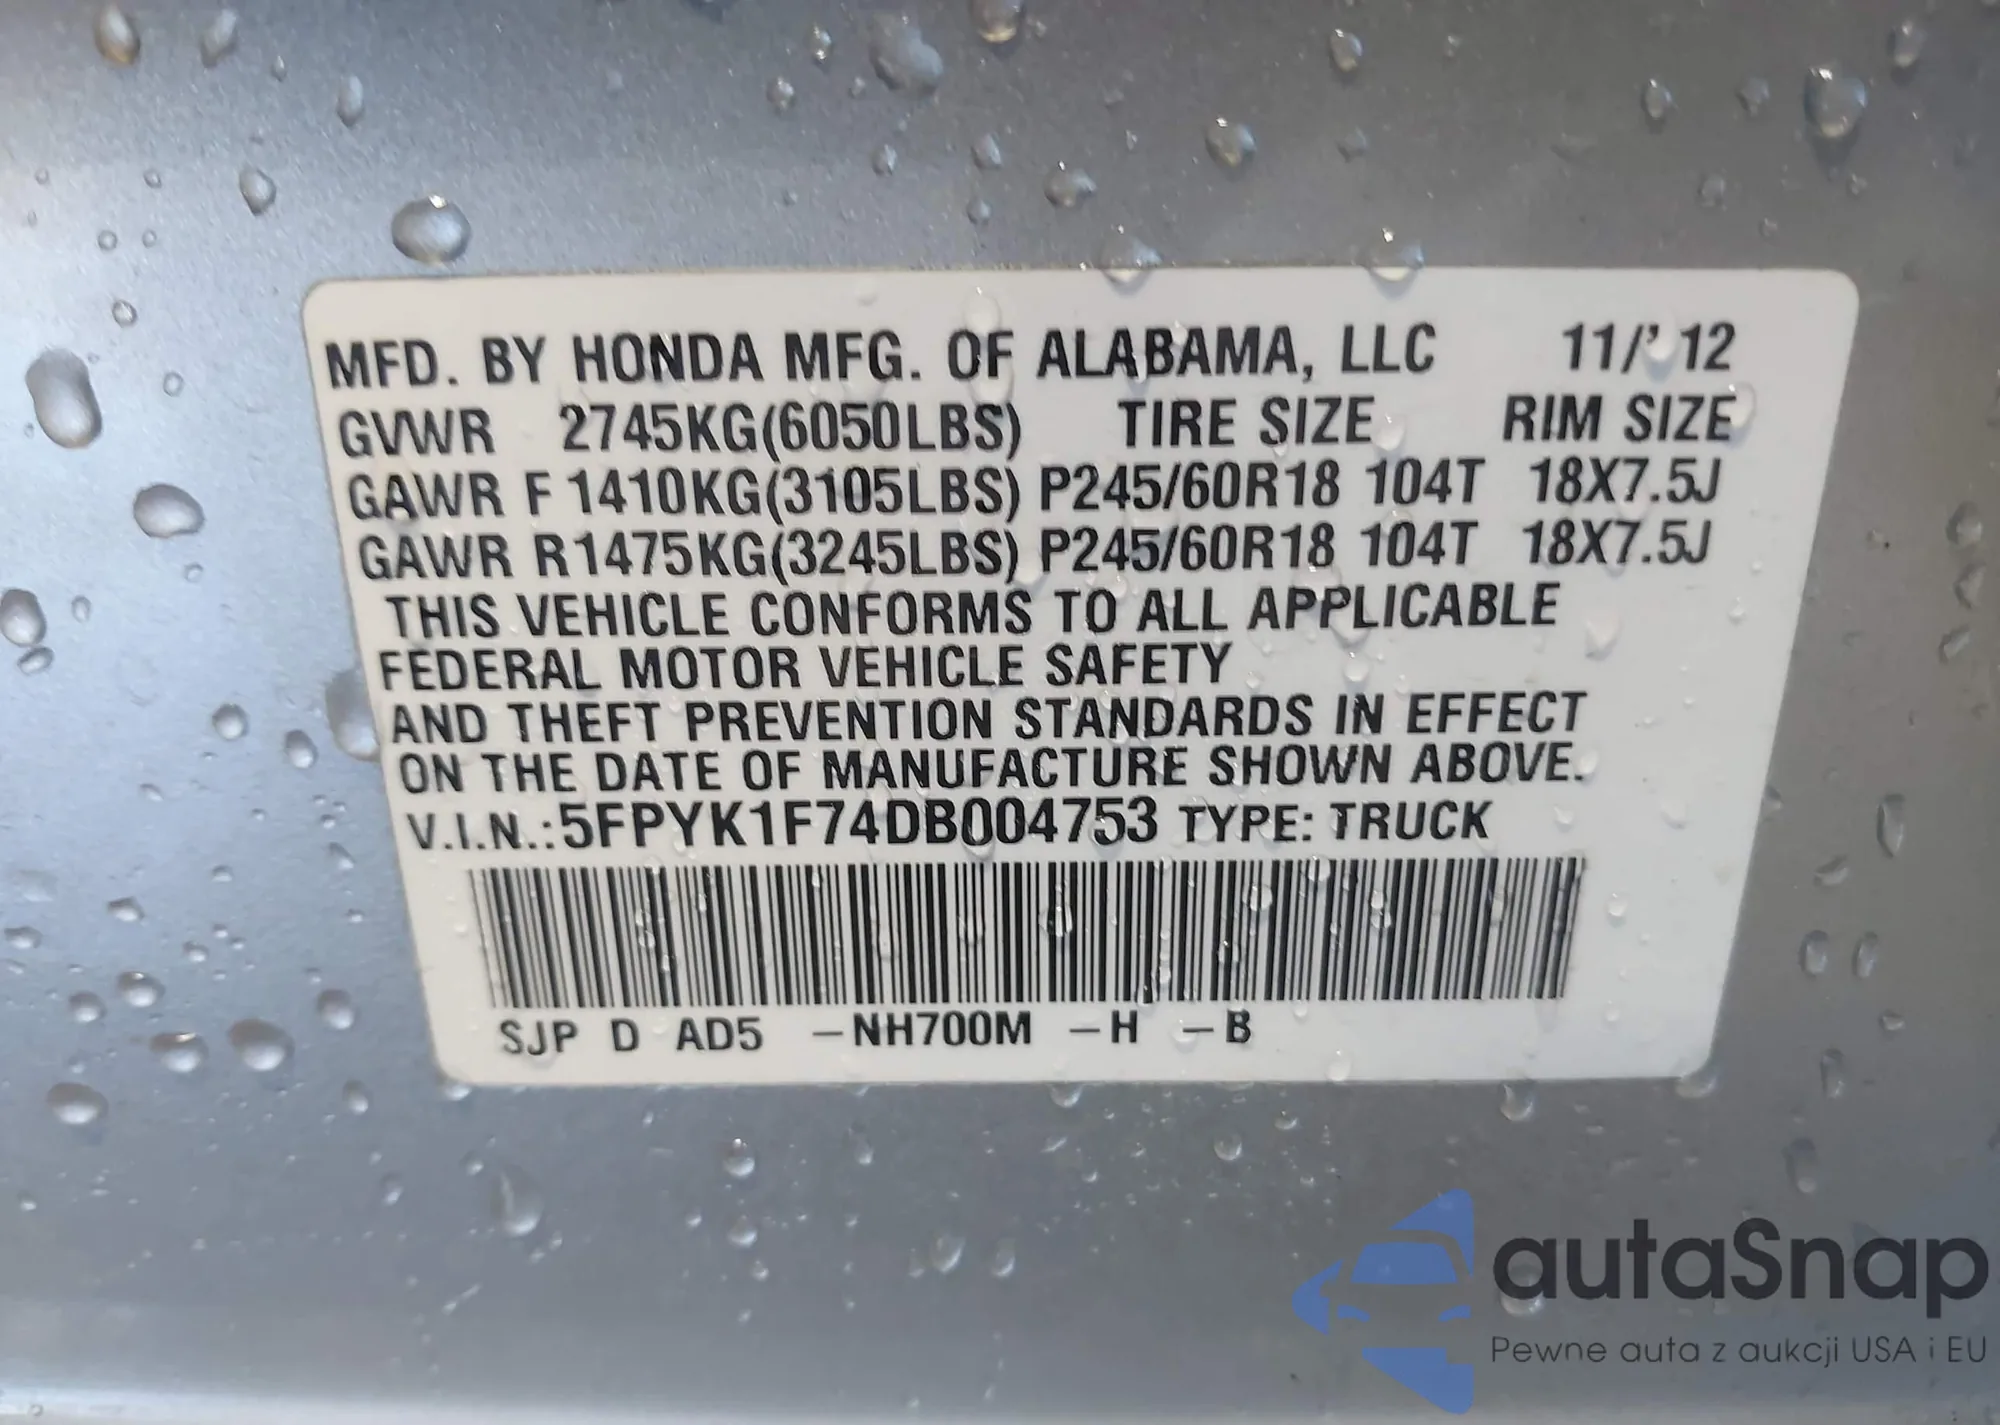 MFD. BY HONDA MFG. OF ALABAMA, LLC 11/'12
GVWR 2745KG(6050LBS) TIRE SIZE RIM SIZE
GAWR F 1410KG(3105LBS) P245/60R18 104T 18X7.5J
GAWR R1475KG(3245LBS) P245/60R18 104T 18X7.5J
THIS VEHICLE CONFORMS TO ALL APPLICABLE
FEDERAL MOTOR VEHICLE SAFETY
AND THEFT PREVENTION STANDARDS IN EFFECT
ON THE DATE OF MANUFACTURE SHOWN ABOVE.
V.I.N.:5FPYK1F74DB004753 TYPE: TRUCK
SJP D AD5 -NH700M -H -B
autaSnap
Pewne auta z aukcji USA i EU